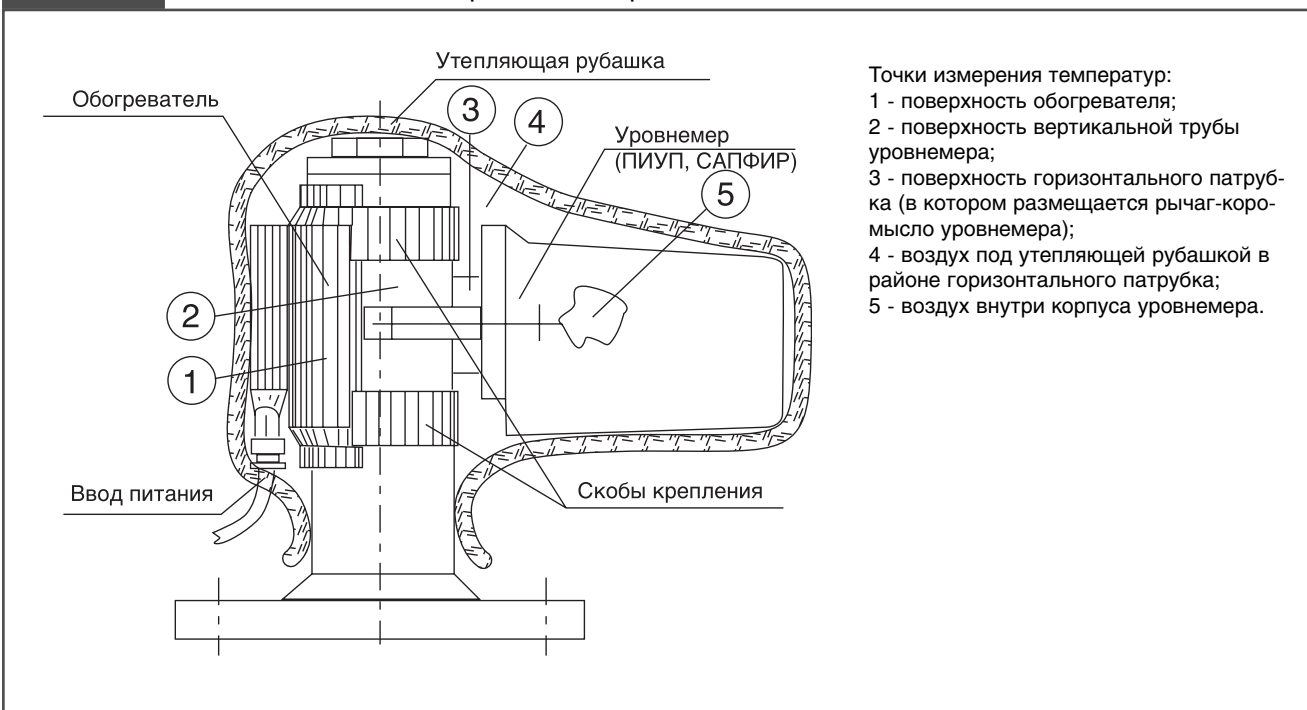 Утепляющая рубашка
Обогреватель
3
4
Уровнемер
(ПИУП, САПФИР)
5
2
1
Ввод питания
Скобы крепления
Точки измерения температур:
1 - поверхность обогревателя;
2 - поверхность вертикальной трубы
уровнемера;
3 - поверхность горизонтального патруб-
ка (в котором размещается рычаг-коро-
мысло уровнемера);
4 - воздух под утепляющей рубашкой в
районе горизонтального патрубка;
5 - воздух внутри корпуса уровнемера.